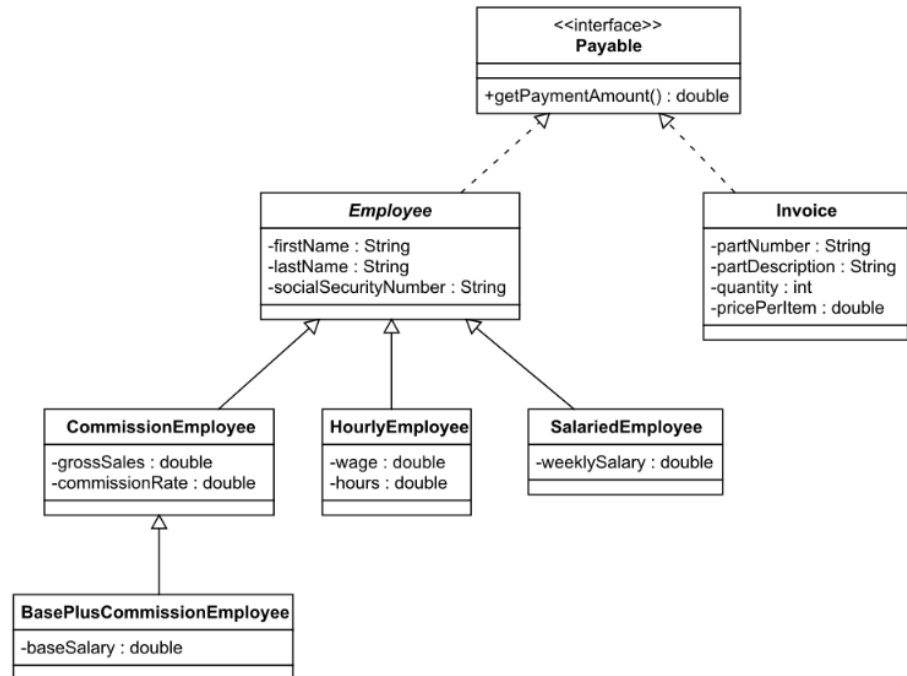 <<interface>>
Payable
+getPaymentAmount() : double
Employee
-firstName : String
-lastName : String
-socialSecurityNumber : String
Invoice
-partNumber : String
-partDescription : String
-quantity : int
-pricePerItem : double
CommissionEmployee
-grossSales : double
-commissionRate : double
HourlyEmployee
-wage : double
-hours : double
SalariedEmployee
-weeklySalary : double
BasePlusCommissionEmployee
-baseSalary : double